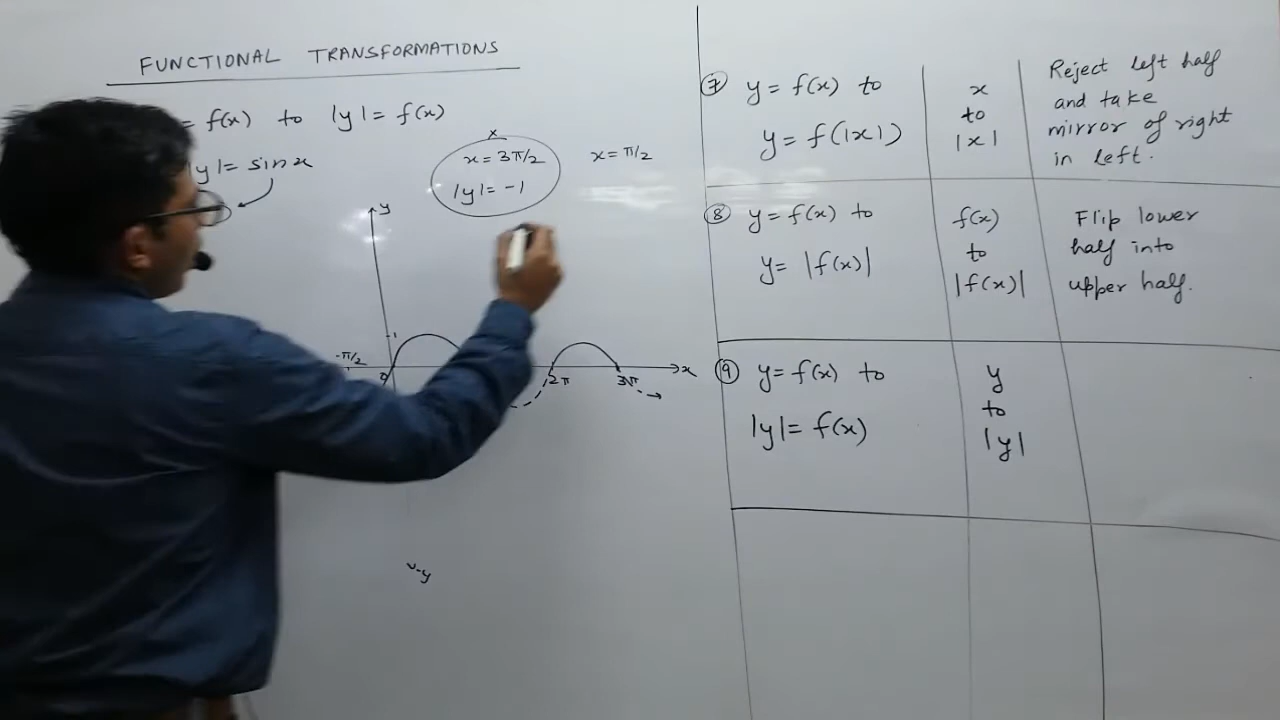 FUNCTIONAL TRANSFORMATIONS
= f(x) to |y| = f(x)
|y| = sin x
x
x = 3π/2
|y| = -1
x = π/2
y
1
-π/2
0
2π
3π
x
-y
⑦ y = f(x) to
y = f(|x|)
x
to
|x|
Reject left half
and take
mirror of right
in left.
⑧ y = f(x) to
y = |f(x)|
f(x)
to
|f(x)|
Flip lower
half into
upper half.
⑨ y = f(x) to
|y| = f(x)
y
to
|y|